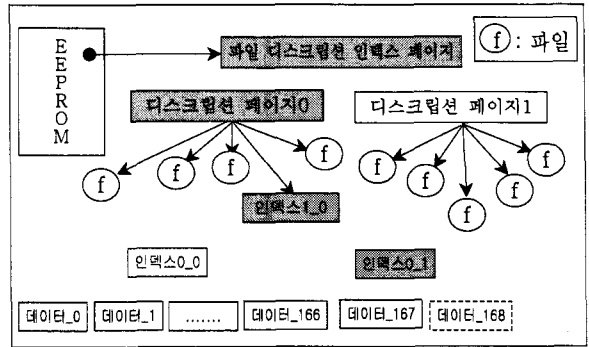 EEPROM
파일 디스크립션 인덱스 페이지
f : 파일
디스크립션 페이지0
디스크립션 페이지1
f f f f
f f f f f
인덱스1_0
인덱스0_0
인덱스0_1
데이터_0 데이터_1 ....... 데이터_166 데이터_167 데이터_168